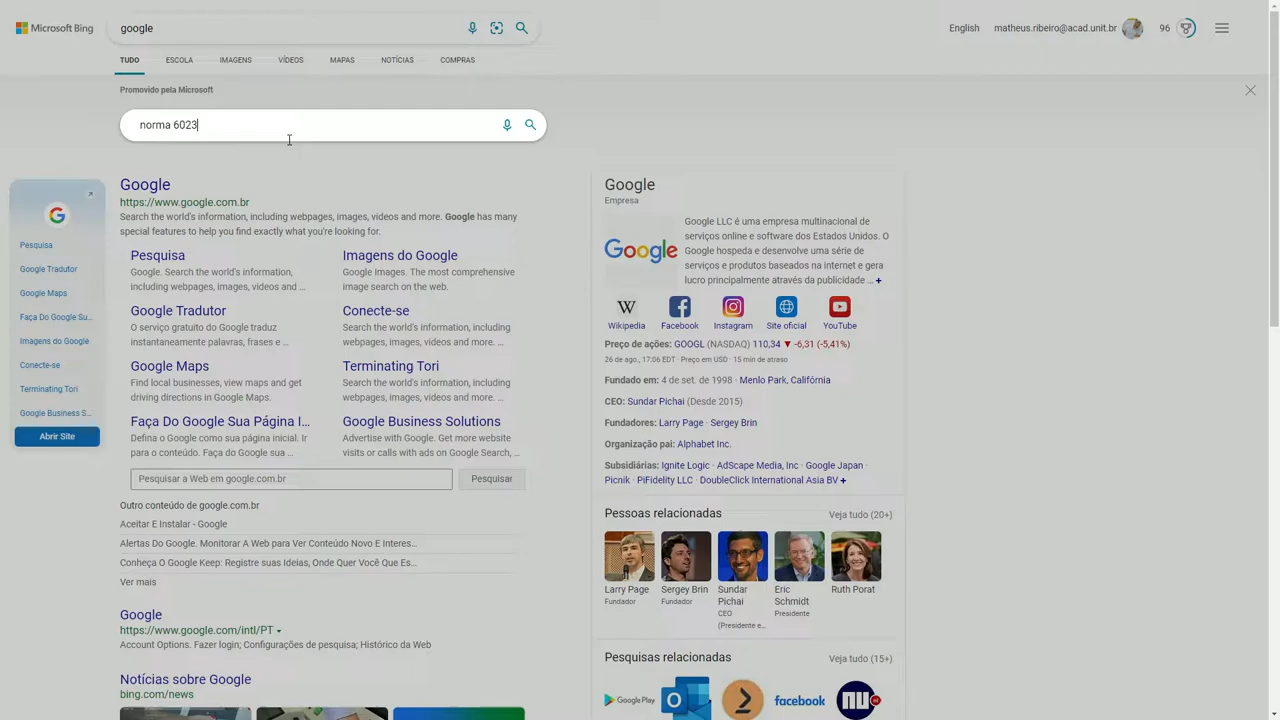 Microsoft Bing
google
English
matheus.ribeiro@acad.unit.br
96
TUDO
ESCOLA
IMAGENS
VÍDEOS
MAPAS
NOTÍCIAS
COMPRAS
Promovido pela Microsoft
norma 6023
Pesquisa
Google Tradutor
Google Maps
Faça Do Google Su...
Imagens do Google
Conecte-se
Terminating Tori
Google Business S...
Abrir Site
Google
https://www.google.com.br
Search the world's information, including webpages, images, videos and more. Google has many
special features to help you find exactly what you're looking for.
Pesquisa
Google. Search the world's information,
including webpages, images, videos and ...
Imagens do Google
Google Images. The most comprehensive
image search on the web.
Google Tradutor
O serviço gratuito do Google traduz
instantaneamente palavras, frases e ...
Conecte-se
Search the world's information, including
webpages, images, videos and more. ...
Google Maps
Find local businesses, view maps and get
driving directions in Google Maps.
Terminating Tori
Search the world's information, including
webpages, images, videos and more. ...
Faça Do Google Sua Página I...
Defina o Google como sua página inicial. Ir
para o conteúdo. Faça do Google sua ...
Google Business Solutions
Advertise with Google. Get more website
visits or calls with ads on Google Search, ...
Pesquisar a Web em google.com.br
Pesquisar
Outro conteúdo de google.com.br
Aceitar E Instalar - Google
Alertas Do Google. Monitorar A Web para Ver Conteúdo Novo E Interes...
Conheça O Google Keep: Registre suas Ideias, Onde Quer Você Que Es...
Ver mais
Google
https://www.google.com/intl/PT
Account Options. Fazer login; Configurações de pesquisa; Histórico da Web
Notícias sobre Google
bing.com/news
Google
Empresa
Google
Google LLC é uma empresa multinacional de
serviços online e software dos Estados Unidos. O
Google hospeda e desenvolve uma série de
serviços e produtos baseados na internet e gera
lucro principalmente através da publicidade ... +
Wikipedia
Facebook
Instagram
Site oficial
YouTube
Preço de ações: GOOGL (NASDAQ) 110,34 ▼ -6,31 (-5,41%)
26 de ago., 17:06 EDT · Preço em USD · 15 min de atraso
Fundado em: 4 de set. de 1998 · Menlo Park, Califórnia
CEO: Sundar Pichai (Desde 2015)
Fundadores: Larry Page · Sergey Brin
Organização pai: Alphabet Inc.
Subsidiárias: Ignite Logic · AdScape Media, Inc · Google Japan ·
Picnik · PiFidelity LLC · DoubleClick International Asia BV +
Pessoas relacionadas
Veja tudo (20+)
Larry Page
Fundador
Sergey Brin
Fundador
Sundar
Pichai
CEO
(Presidente e...
Eric
Schmidt
Presidente
Ruth Porat
Pesquisas relacionadas
Veja tudo (15+)
Google Play
facebook